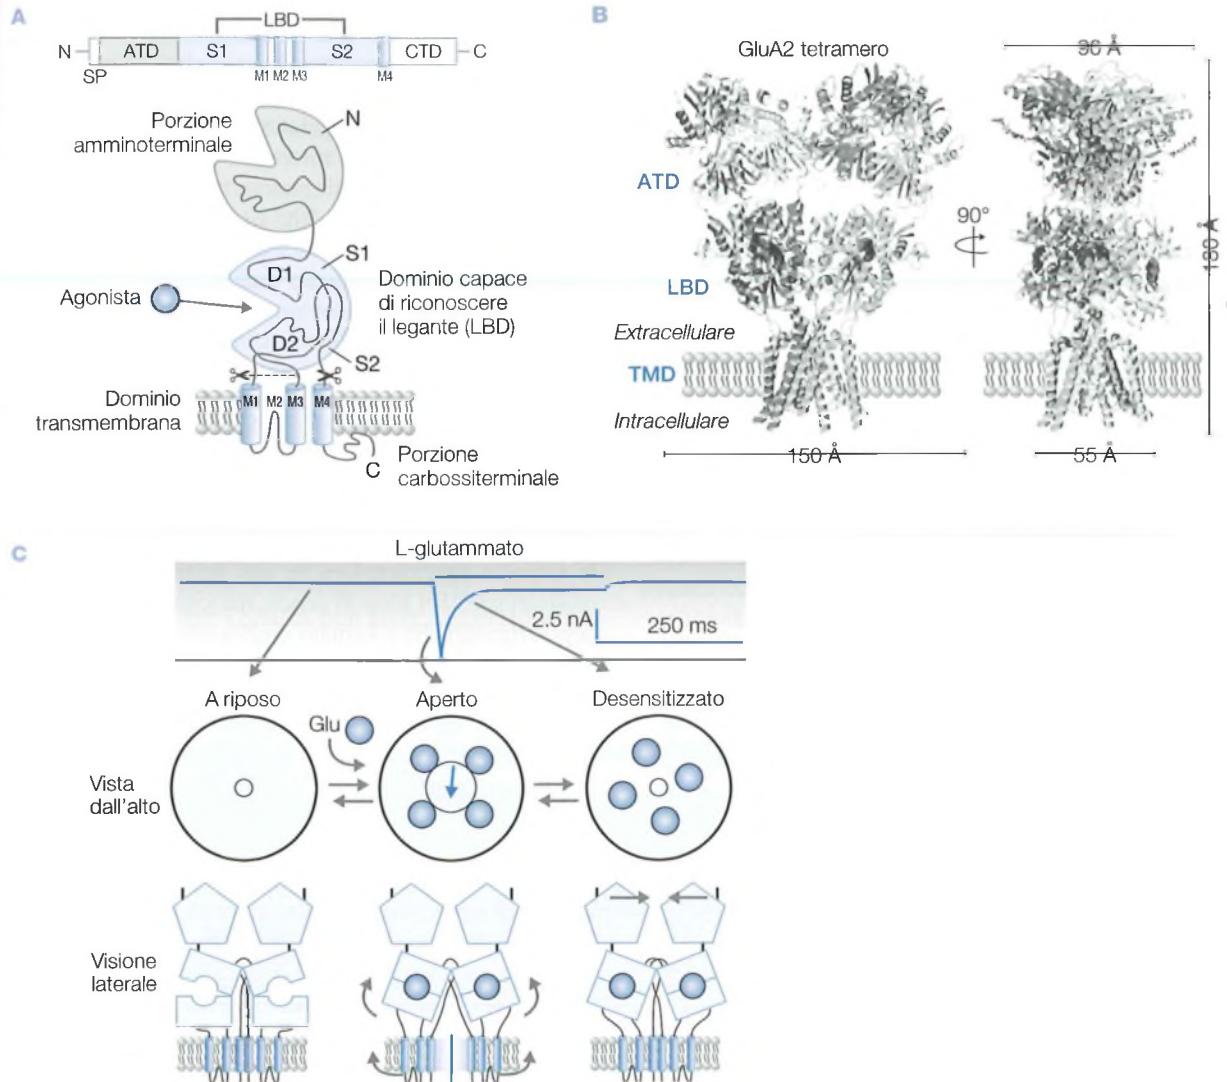 A
LBD
N
ATD
S1
S2
CTD
C
SP
M1 M2 M3
M4
Porzione
amminoterminale
N
S1
D1
Agonista
Dominio capace
di riconoscere
il legante (LBD)
D2
S2
Dominio
transmembrana
M1
M2
M3
M4
C
Porzione
carbossiterminale
B
GluA2 tetramero
96 Å
ATD
90°
180 Å
LBD
Extracellulare
TMD
Intracellulare
150 Å
55 Å
C
L-glutammato
2.5 nA
250 ms
A riposo
Aperto
Desensitizzato
Glu
Vista
dall'alto
Visione
laterale